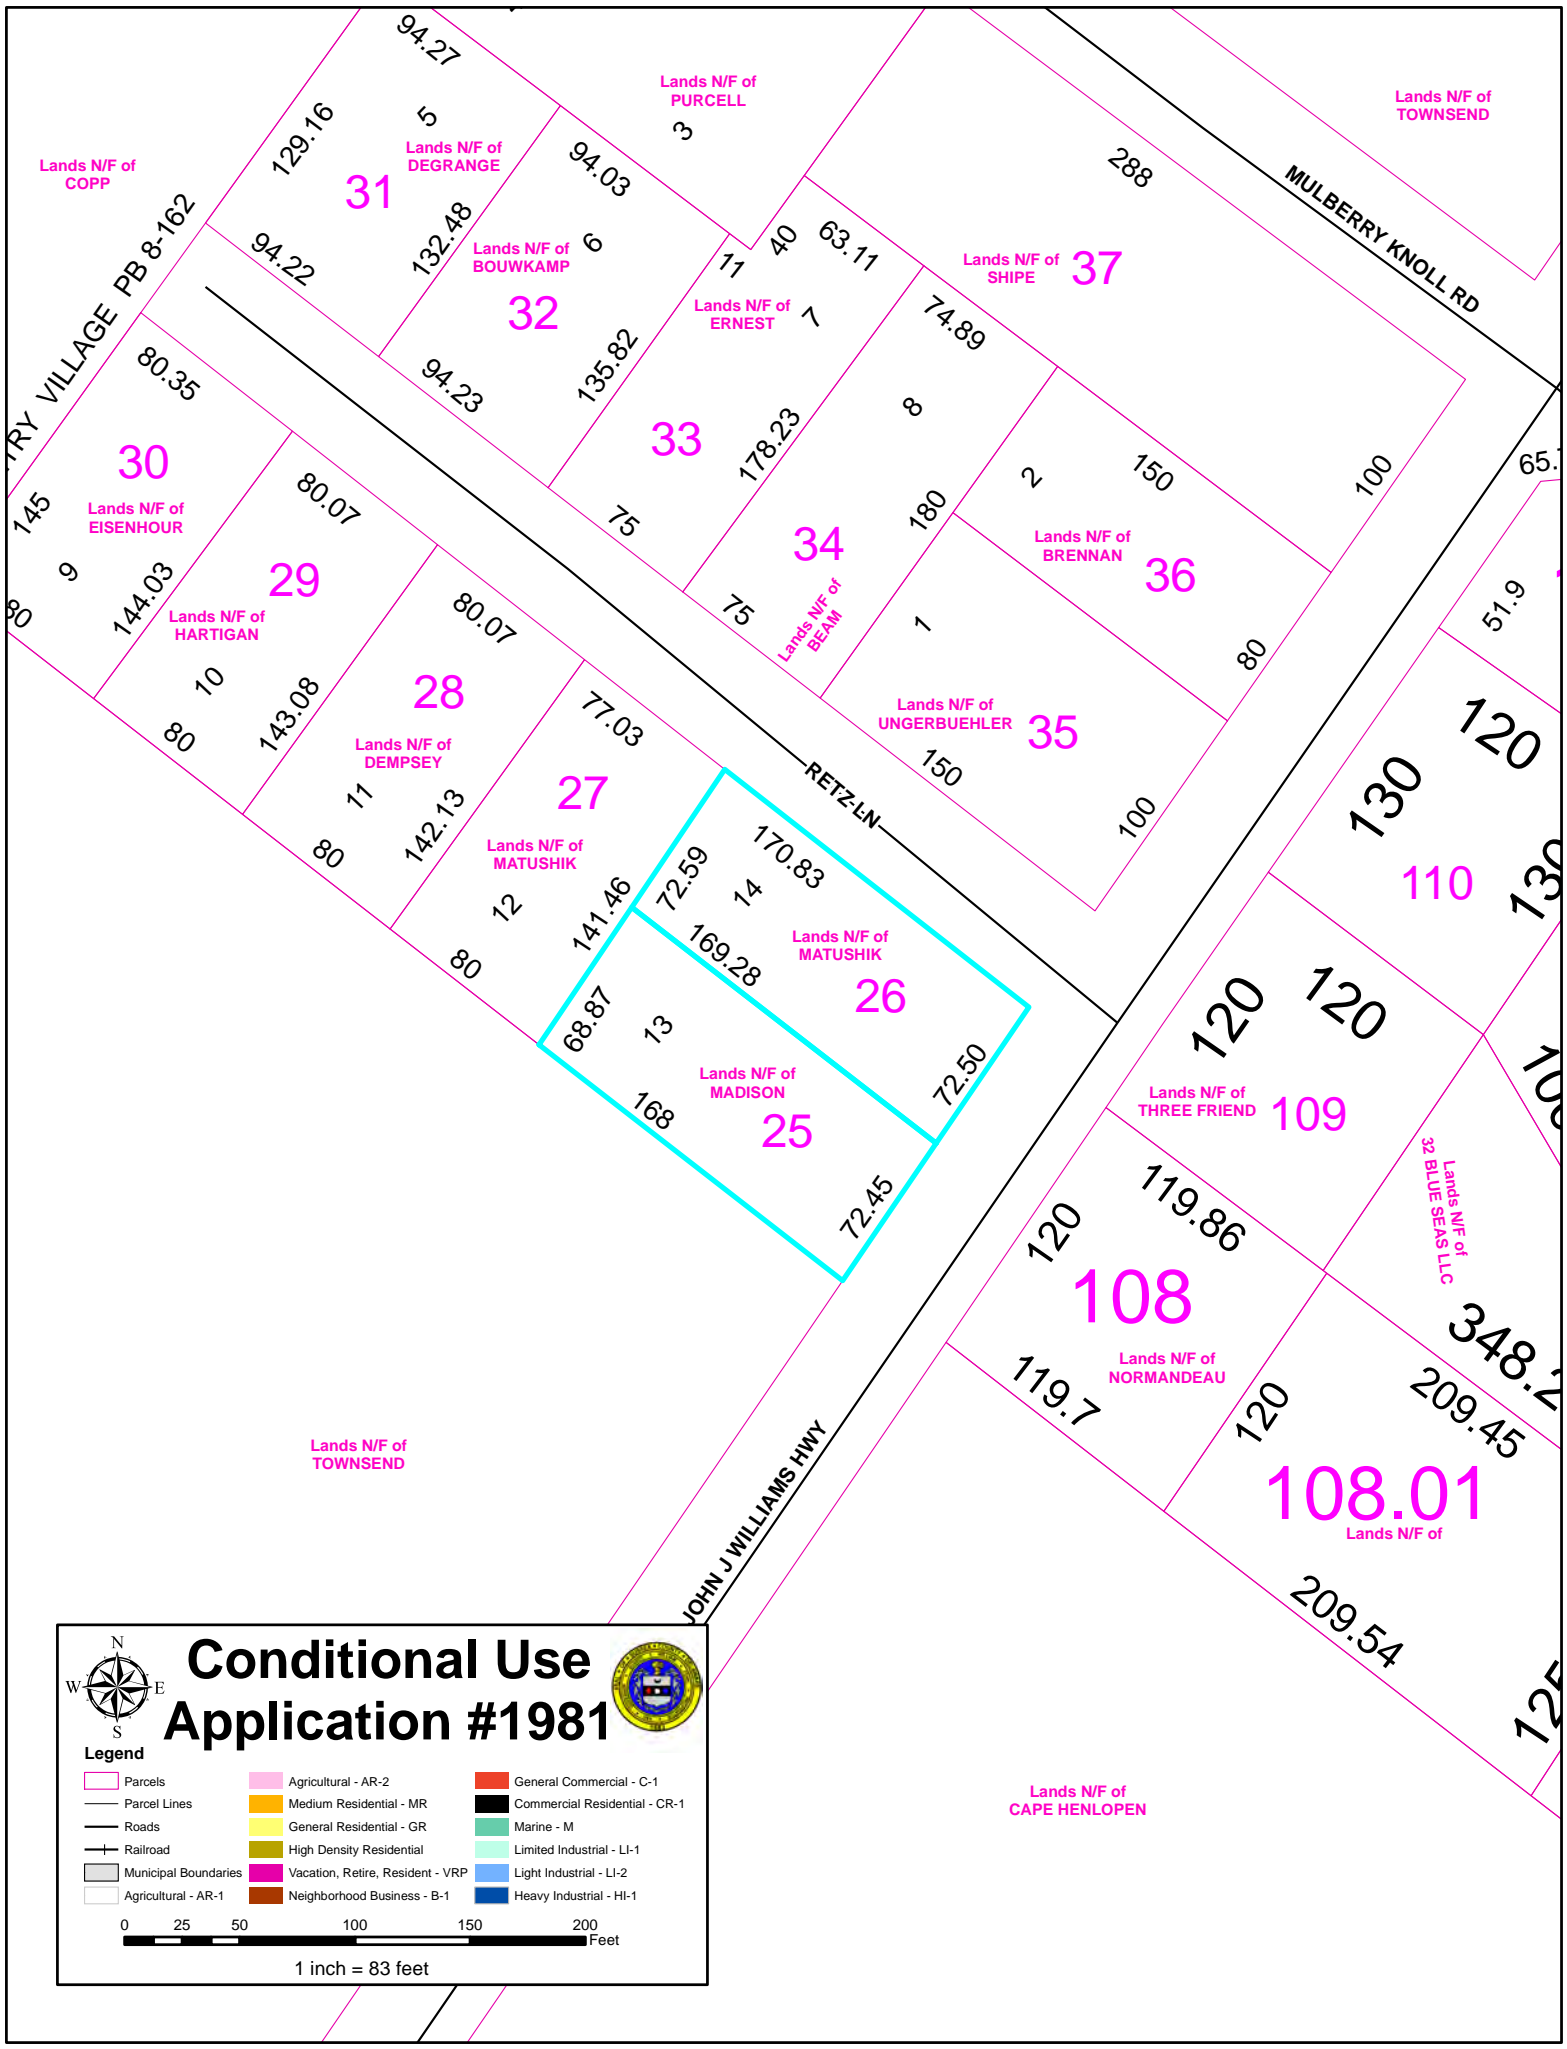 94.27
Lands N/F of
PURCELL
3
Lands N/F of
TOWNSEND
129.16
5
Lands N/F of
DEGRANGE
31
94.03
288
MULBERRY KNOLL RD
Lands N/F of
COPP
VILLAGE PB 8-162
94.22
132.48
Lands N/F of
BOUWKAMP
6
32
11
40
63.11
Lands N/F of
SHIPE
37
Lands N/F of
ERNEST
7
74.89
80.35
94.23
135.82
33
178.23
8
30
145
Lands N/F of
EISENHOUR
9
80
80.07
75
34
180
2
150
100
Lands N/F of
BRENNAN
36
51.9
144.03
29
Lands N/F of
HARTIGAN
10
80.07
75
Lands N/F of
BEAM
1
80
80
143.08
28
Lands N/F of
DEMPSEY
11
77.03
Lands N/F of
UNGERBUEHLER
35
150
100
120
130
80
142.13
27
Lands N/F of
MATUSHIK
12
RETZ LN
110
130
72.59
14
170.83
141.46
80
169.28
Lands N/F of
MATUSHIK
26
120
120
68.87
13
Lands N/F of
MADISON
25
168
72.50
Lands N/F of
THREE FRIEND
109
72.45
120
119.86
Lands N/F of
32 BLUE SEAS LLC
108
Lands N/F of
NORMANDEAU
119.7
120
348.2
209.45
108.01
Lands N/F of
209.54
125
Lands N/F of
TOWNSEND
JOHN J WILLIAMS HWY
Lands N/F of
CAPE HENLOPEN
N
W E
S
Conditional Use
Application #1981
Legend
Parcels
Parcel Lines
Roads
Railroad
Municipal Boundaries
Agricultural - AR-1
Agricultural - AR-2
Medium Residential - MR
General Residential - GR
High Density Residential
Vacation, Retire, Resident - VRP
Neighborhood Business - B-1
General Commercial - C-1
Commercial Residential - CR-1
Marine - M
Limited Industrial - LI-1
Light Industrial - LI-2
Heavy Industrial - HI-1
0 25 50 100 150 200
Feet
1 inch = 83 feet